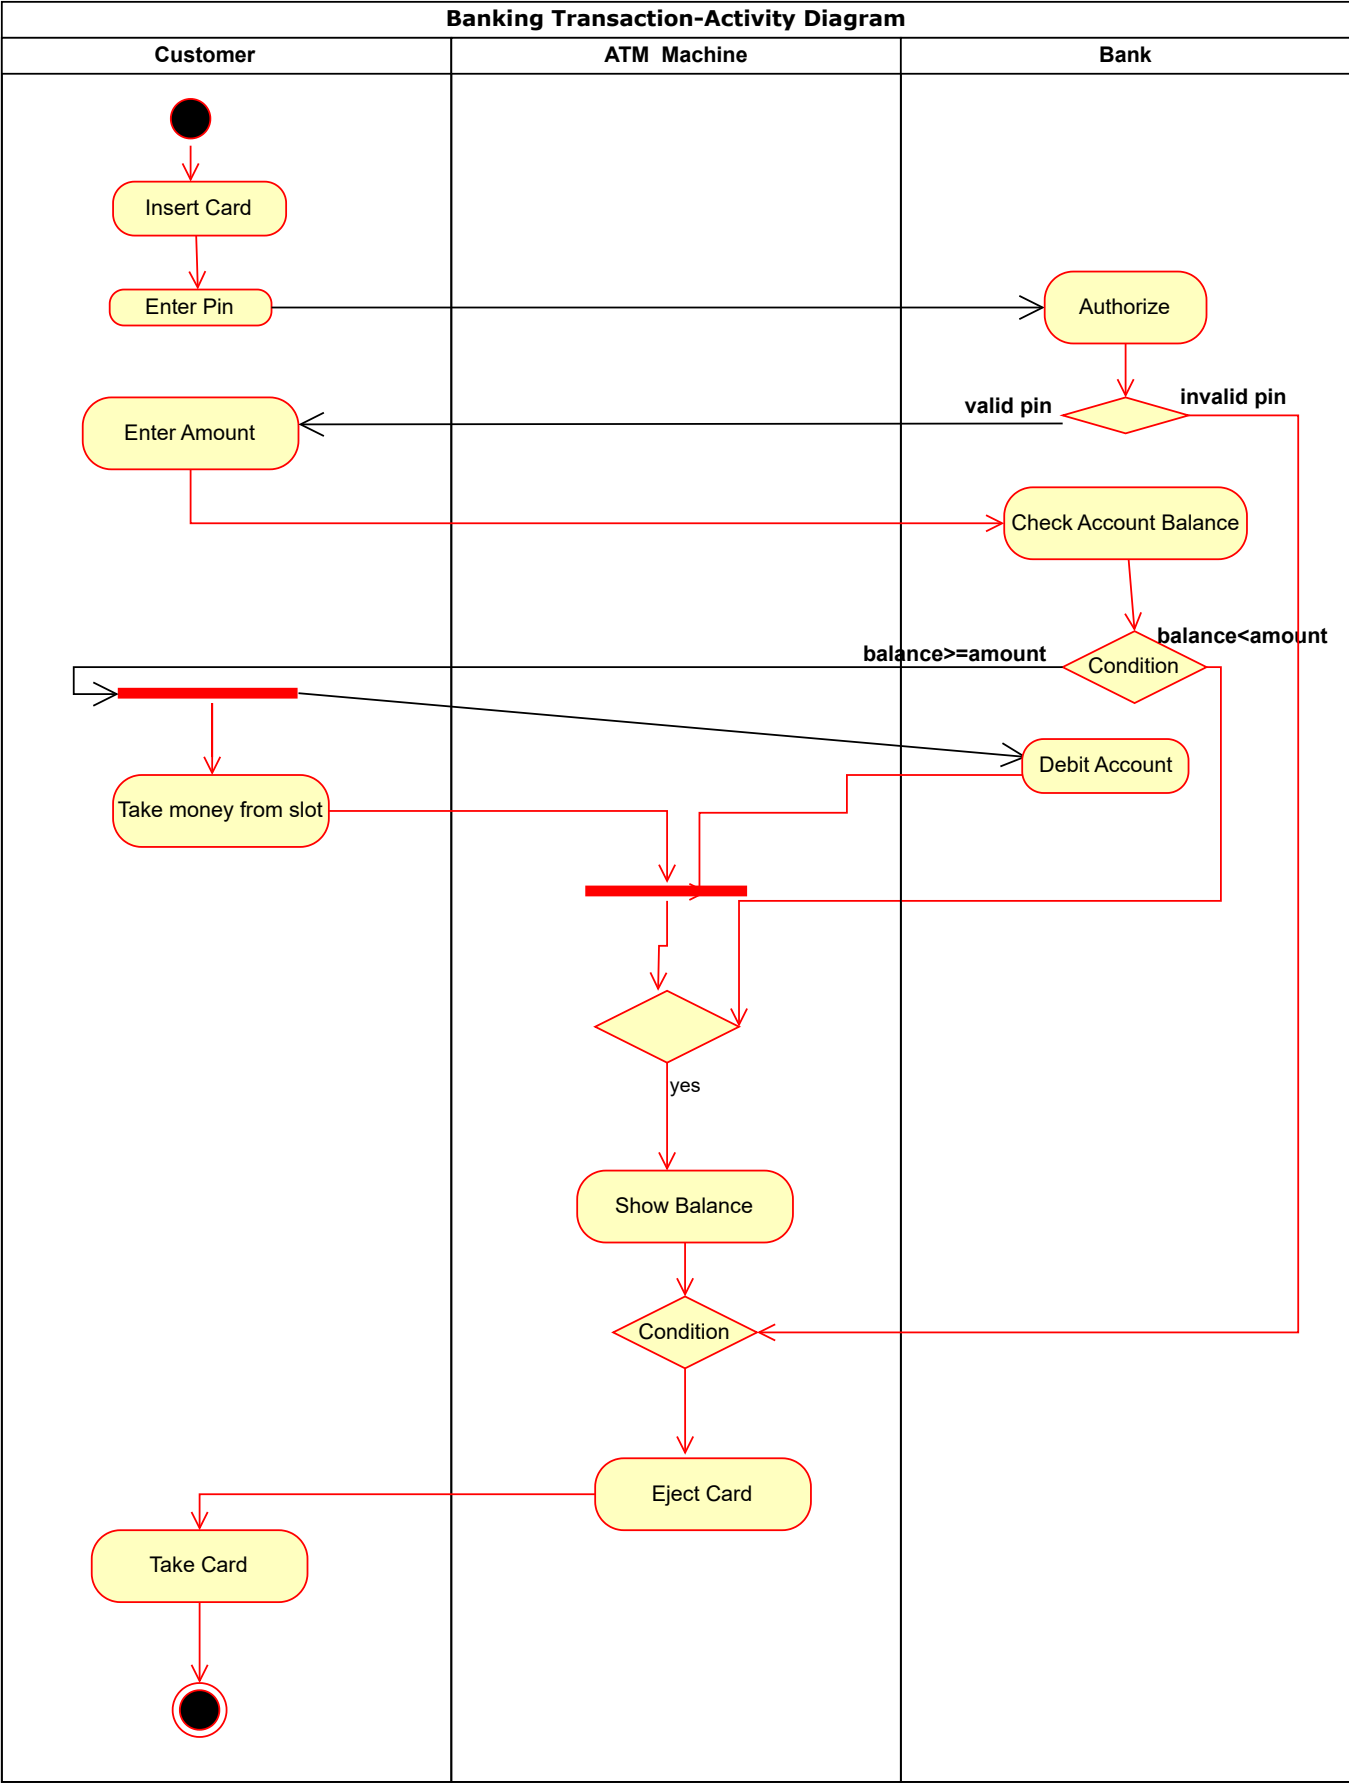 Banking Transaction-Activity Diagram
Customer
ATM  Machine
Bank
Insert Card
Enter Pin
Authorize
valid pin
invalid pin
Enter Amount
Check Account Balance
balance>=amount
balance<amount
Condition
Debit Account
Take money from slot
yes
Show Balance
Condition
Eject Card
Take Card